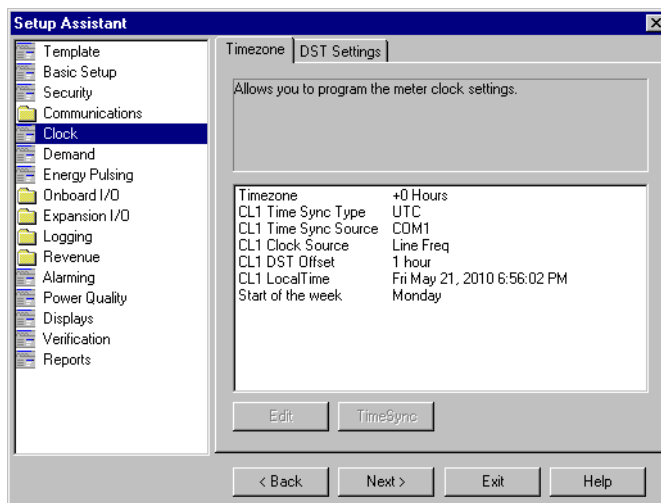 Setup Assistant
Template
Basic Setup
Security
Communications
Clock
Demand
Energy Pulsing
Onboard I/O
Expansion I/O
Logging
Revenue
Alarming
Power Quality
Displays
Verification
Reports
Timezone DST Settings
Allows you to program the meter clock settings.
Timezone +0 Hours
CL1 Time Sync Type UTC
CL1 Time Sync Source COM1
CL1 Clock Source Line Freq
CL1 DST Offset 1 hour
CL1 LocalTime Fri May 21, 2010 6:56:02 PM
Start of the week Monday
Edit TimeSync
< Back Next > Exit Help